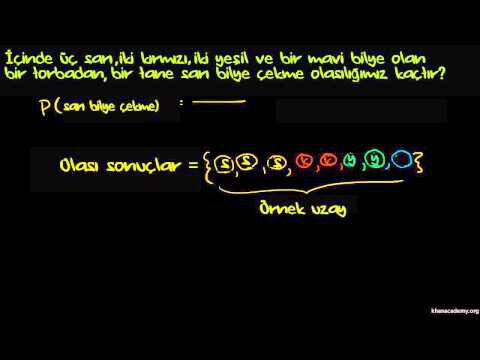 İçinde üç sarı, iki kırmızı, iki yeşil ve bir mavi bilye olan
bir torbadan, bir tane sarı bilye çekme olasılığımız kaçtır?
P(sarı bilye çekme) = ———
Olası sonuçlar = {s, s, s, k, k, y, y, }
Örnek uzay
khanacademy.org